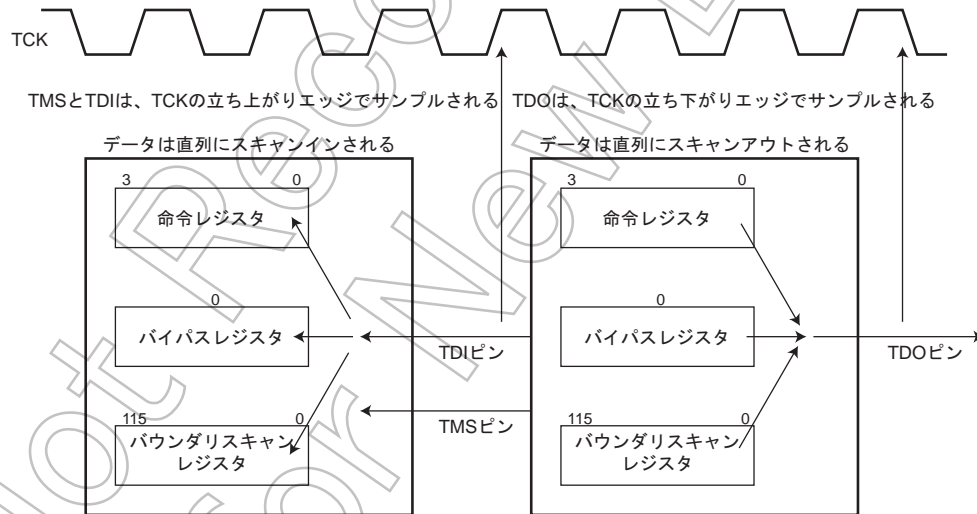 TCK
TMSとTDIは、TCKの立ち上がりエッジでサンプルされる
TDOは、TCKの立ち下がりエッジでサンプルされる
データは直列にスキャンインされる
データは直列にスキャンアウトされる
3 0
命令レジスタ
3 0
命令レジスタ
0
バイパスレジスタ
0
バイパスレジスタ
TDIピン
TDOピン
TMSピン
115 0
バウンダリスキャン
レジスタ
115 0
バウンダリスキャン
レジスタ
Not Reco
for New